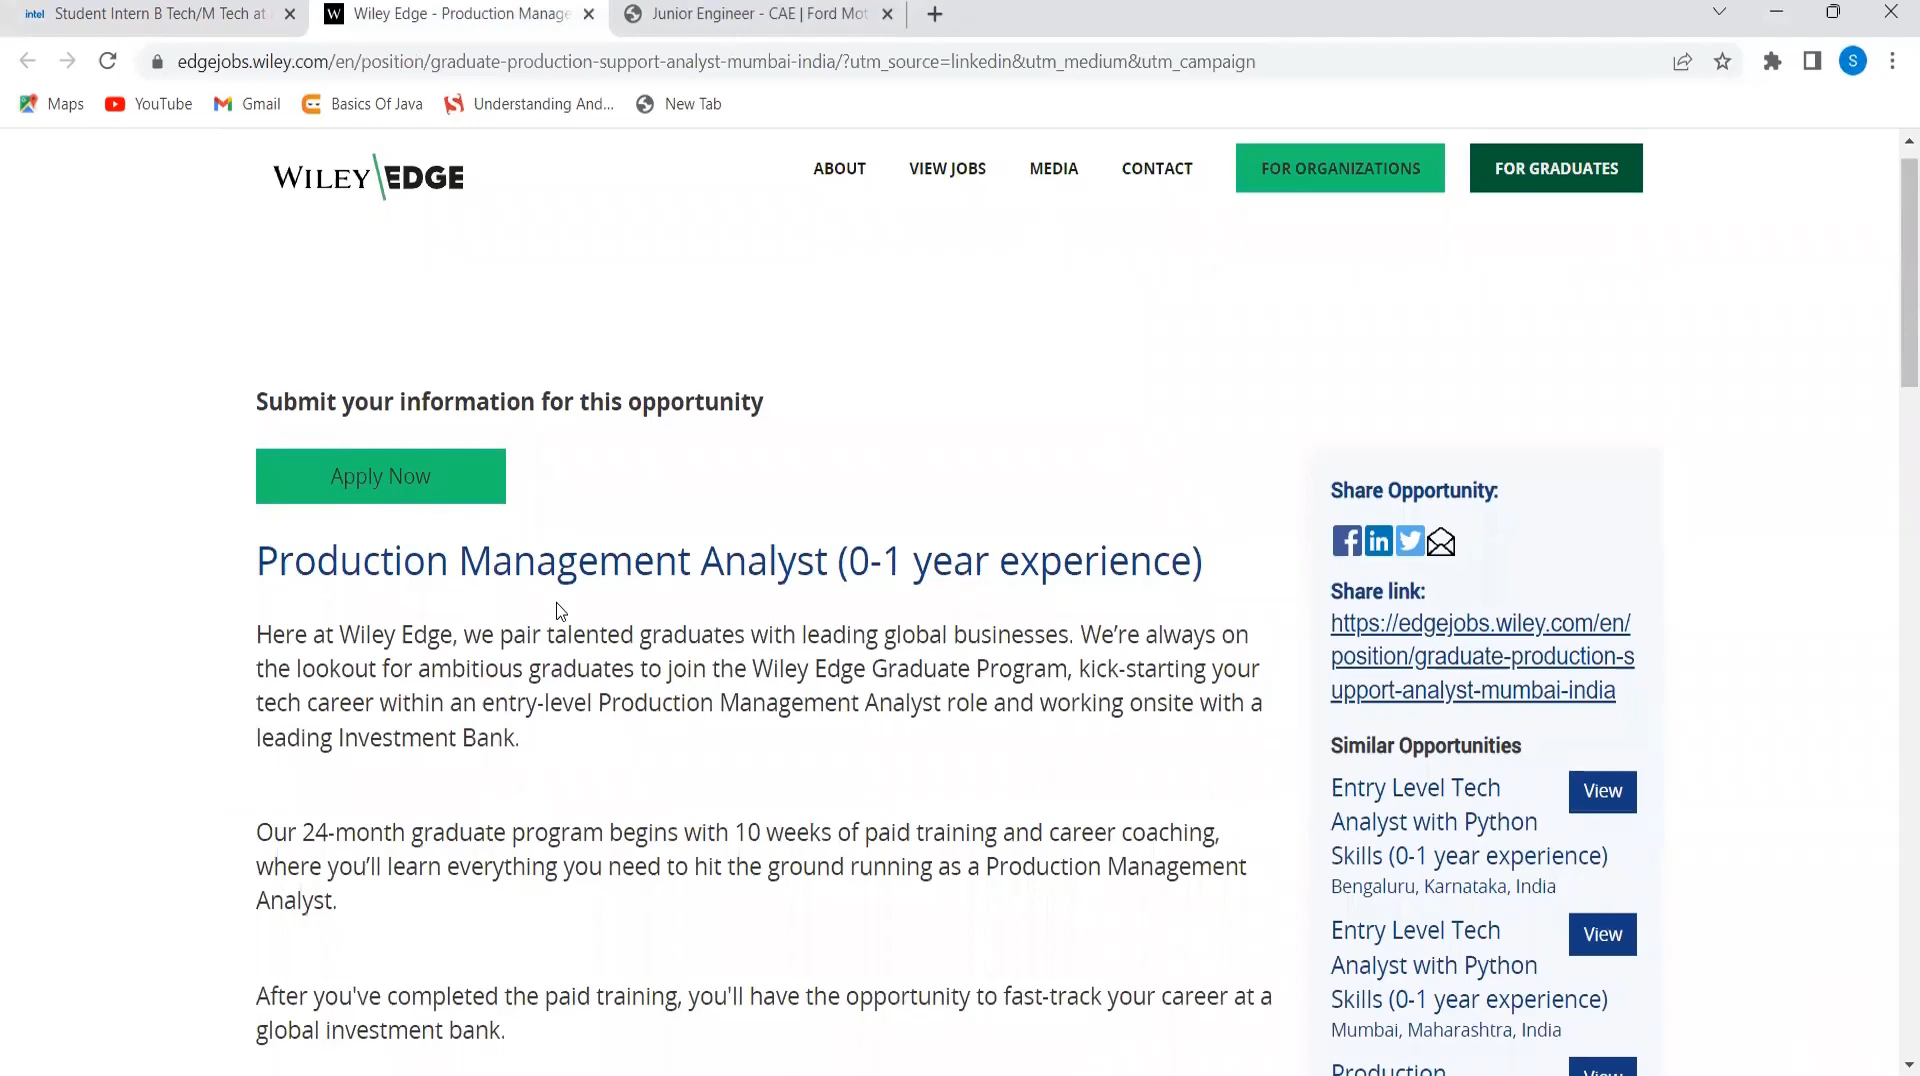 intel Student Intern B Tech/M Tech at
W Wiley Edge - Production Manage
Junior Engineer - CAE | Ford Mot
edgejobs.wiley.com/en/position/graduate-production-support-analyst-mumbai-india/?utm_source=linkedin&utm_medium&utm_campaign
S
Maps
YouTube
Gmail
Basics Of Java
Understanding And...
New Tab
WILEY EDGE
ABOUT
VIEW JOBS
MEDIA
CONTACT
FOR ORGANIZATIONS
FOR GRADUATES
Submit your information for this opportunity
Apply Now
Production Management Analyst (0-1 year experience)
Here at Wiley Edge, we pair talented graduates with leading global businesses. We’re always on
the lookout for ambitious graduates to join the Wiley Edge Graduate Program, kick-starting your
tech career within an entry-level Production Management Analyst role and working onsite with a
leading Investment Bank.
Our 24-month graduate program begins with 10 weeks of paid training and career coaching,
where you’ll learn everything you need to hit the ground running as a Production Management
Analyst.
After you've completed the paid training, you'll have the opportunity to fast-track your career at a
global investment bank.
Share Opportunity:
Share link:
https://edgejobs.wiley.com/en/
position/graduate-production-s
upport-analyst-mumbai-india
Similar Opportunities
Entry Level Tech
Analyst with Python
Skills (0-1 year experience)
Bengaluru, Karnataka, India
View
Entry Level Tech
Analyst with Python
Skills (0-1 year experience)
Mumbai, Maharashtra, India
View
Production
View